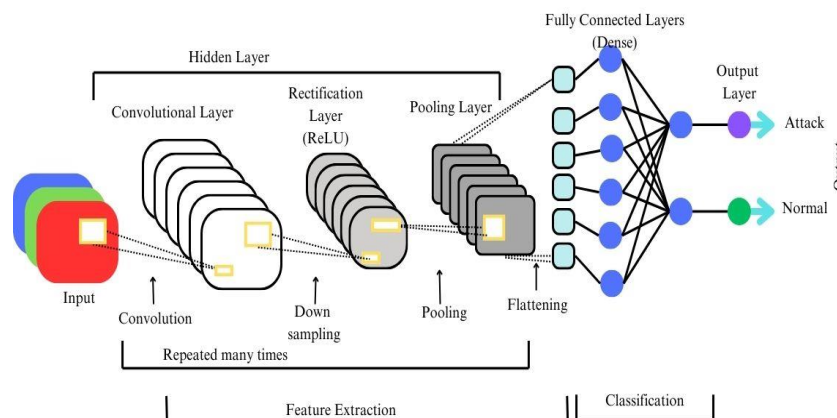 Fully Connected Layers
(Dense)
Hidden Layer
Output
Layer
Convolutional Layer
Rectification
Layer
(ReLU)
Pooling Layer
Attack
Normal
Input
Convolution
Down
sampling
Pooling
Flattening
Repeated many times
Feature Extraction
Classification